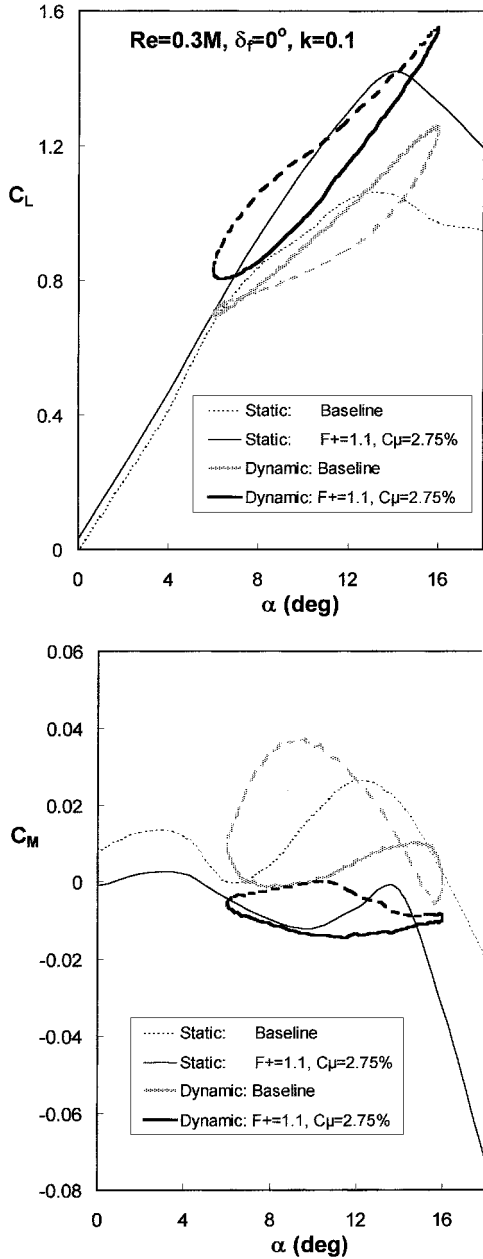 Re=0.3M, δf=0°, k=0.1
1.6
1.2
CL
0.8
0.4
0
Static: Baseline
Static: F+=1.1, Cμ=2.75%
Dynamic: Baseline
Dynamic: F+=1.1, Cμ=2.75%
0 4 8 12 16
α (deg)
0.06
0.04
0.02
CM
0
-0.02
-0.04
-0.06
-0.08
Static: Baseline
Static: F+=1.1, Cμ=2.75%
Dynamic: Baseline
Dynamic: F+=1.1, Cμ=2.75%
0 4 8 12 16
α (deg)